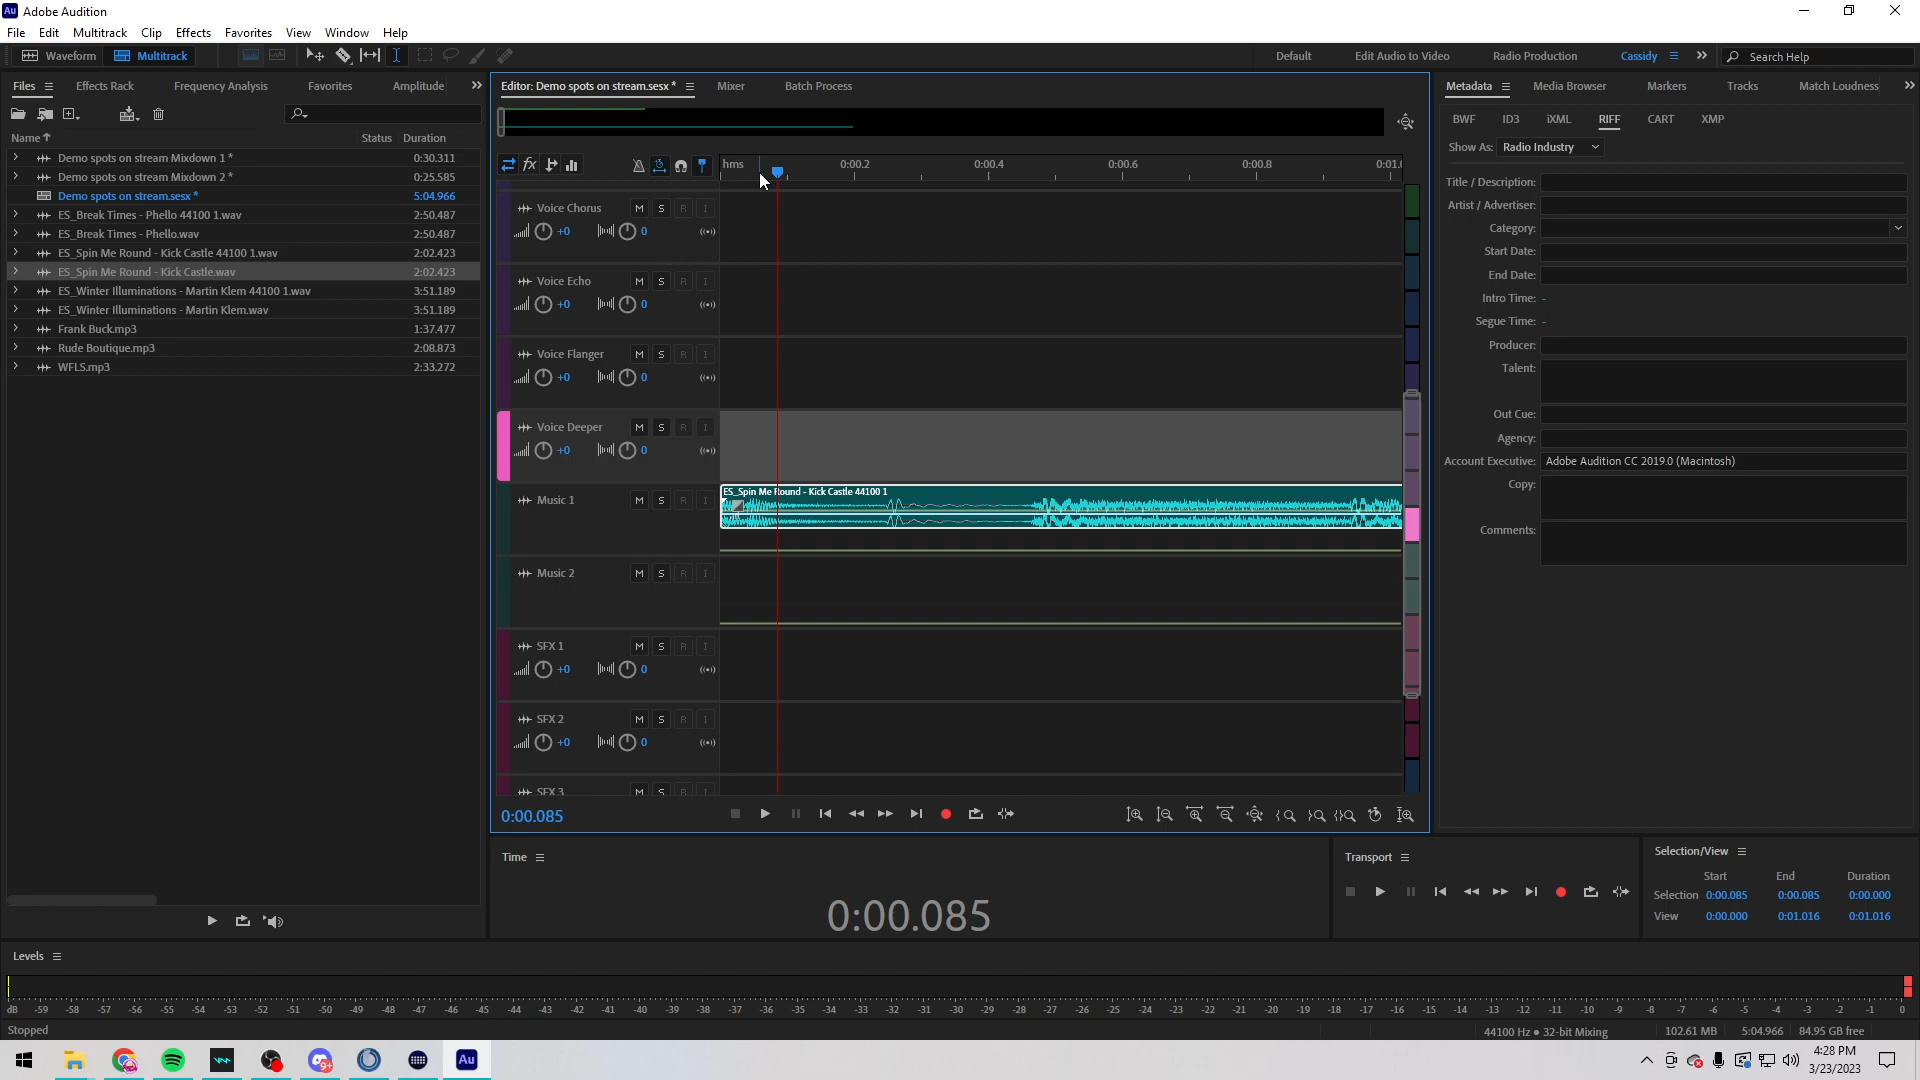 Au Adobe Audition
File Edit Multitrack Clip Effects Favorites View Window Help
Waveform Multitrack Default Edit Audio to Video Radio Production Cassidy Search Help
Files Effects Rack Frequency Analysis Favorites Amplitude
Name Status Duration
Demo spots on stream Mixdown 1 * 0:30.311
Demo spots on stream Mixdown 2 * 0:25.585
Demo spots on stream.sesx * 5:04.966
ES_Break Times - Phello 44100 1.wav 2:50.487
ES_Break Times - Phello.wav 2:50.487
ES_Spin Me Round - Kick Castle 44100 1.wav 2:02.423
ES_Spin Me Round - Kick Castle.wav 2:02.423
ES_Winter Illuminations - Martin Klem 44100 1.wav 3:51.189
ES_Winter Illuminations - Martin Klem.wav 3:51.189
Frank Buck.mp3 1:37.477
Rude Boutique.mp3 2:08.873
WFLS.mp3 2:33.272
Editor: Demo spots on stream.sesx * Mixer Batch Process
fx hms 0:00.2 0:00.4 0:00.6 0:00.8 0:01.
Voice Chorus M S R I
+0 0
Voice Echo M S R I
+0 0
Voice Flanger M S R I
+0 0
Voice Deeper M S R I
+0 0
ES_Spin Me Round - Kick Castle 44100 1
Music 1 M S R I
Music 2 M S R I
SFX 1 M S R I
+0 0
SFX 2 M S R I
+0 0
SFX 3 M S R I
0:00.085
Metadata Media Browser Markers Tracks Match Loudness
BWF ID3 iXML RIFF CART XMP
Show As: Radio Industry
Title / Description:
Artist / Advertiser:
Category:
Start Date:
End Date:
Intro Time: -
Segue Time: -
Producer:
Talent:
Out Cue:
Agency:
Account Executive: Adobe Audition CC 2019.0 (Macintosh)
Copy:
Comments:
Time
0:00.085
Transport
Selection/View
Start End Duration
Selection 0:00.085 0:00.085 0:00.000
View 0:00.000 0:01.016 0:01.016
Levels
dB -59 -58 -57 -56 -55 -54 -53 -52 -51 -50 -49 -48 -47 -46 -45 -44 -43 -42 -41 -40 -39 -38 -37 -36 -35 -34 -33 -32 -31 -30 -29 -28 -27 -26 -25 -24 -23 -22 -21 -20 -19 -18 -17 -16 -15 -14 -13 -12 -11 -10 -9 -8 -7 -6 -5 -4 -3 -2 -1 0
Stopped 44100 Hz ● 32-bit Mixing 102.61 MB 5:04.966 84.95 GB free
9+ Au 4:28 PM
3/23/2023